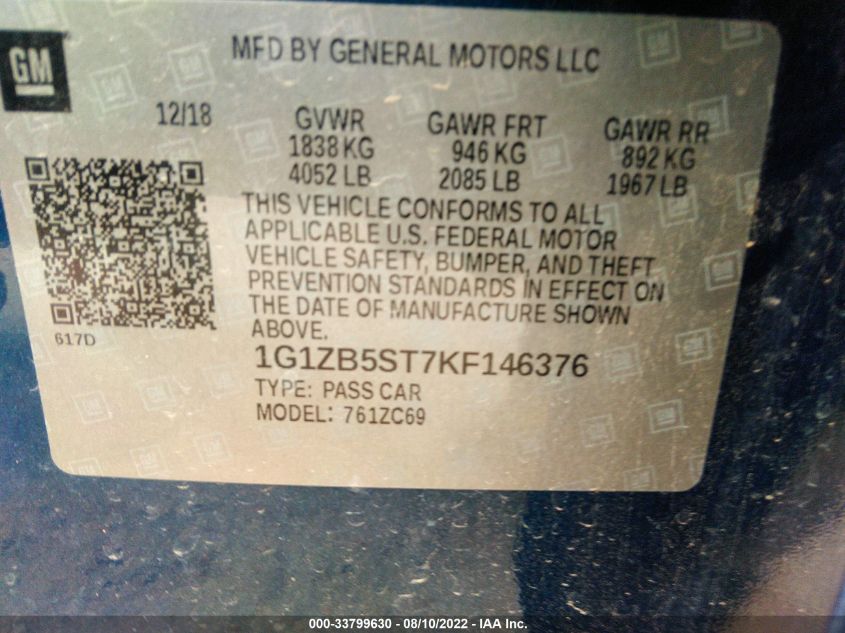 GM
MFD BY GENERAL MOTORS LLC
12/18 GVWR GAWR FRT GAWR RR
1838 KG 946 KG 892 KG
4052 LB 2085 LB 1967 LB
THIS VEHICLE CONFORMS TO ALL
APPLICABLE U.S. FEDERAL MOTOR
VEHICLE SAFETY, BUMPER, AND THEFT
PREVENTION STANDARDS IN EFFECT ON
THE DATE OF MANUFACTURE SHOWN
ABOVE.
617D
1G1ZB5ST7KF146376
TYPE: PASS CAR
MODEL: 761ZC69
000-33799630 - 08/10/2022 - IAA Inc.